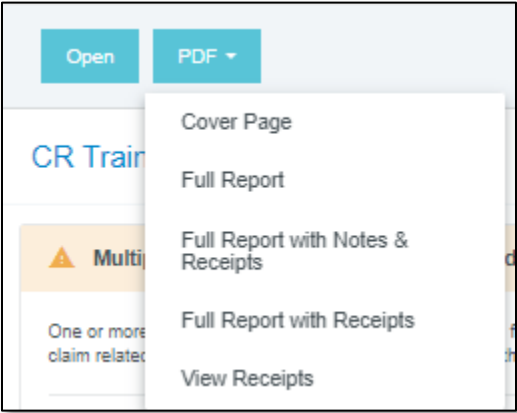 Open
PDF
Cover Page
CR Train
Full Report
Full Report with Notes &
Receipts
Multip
One or more
claim related
Full Report with Receipts
View Receipts